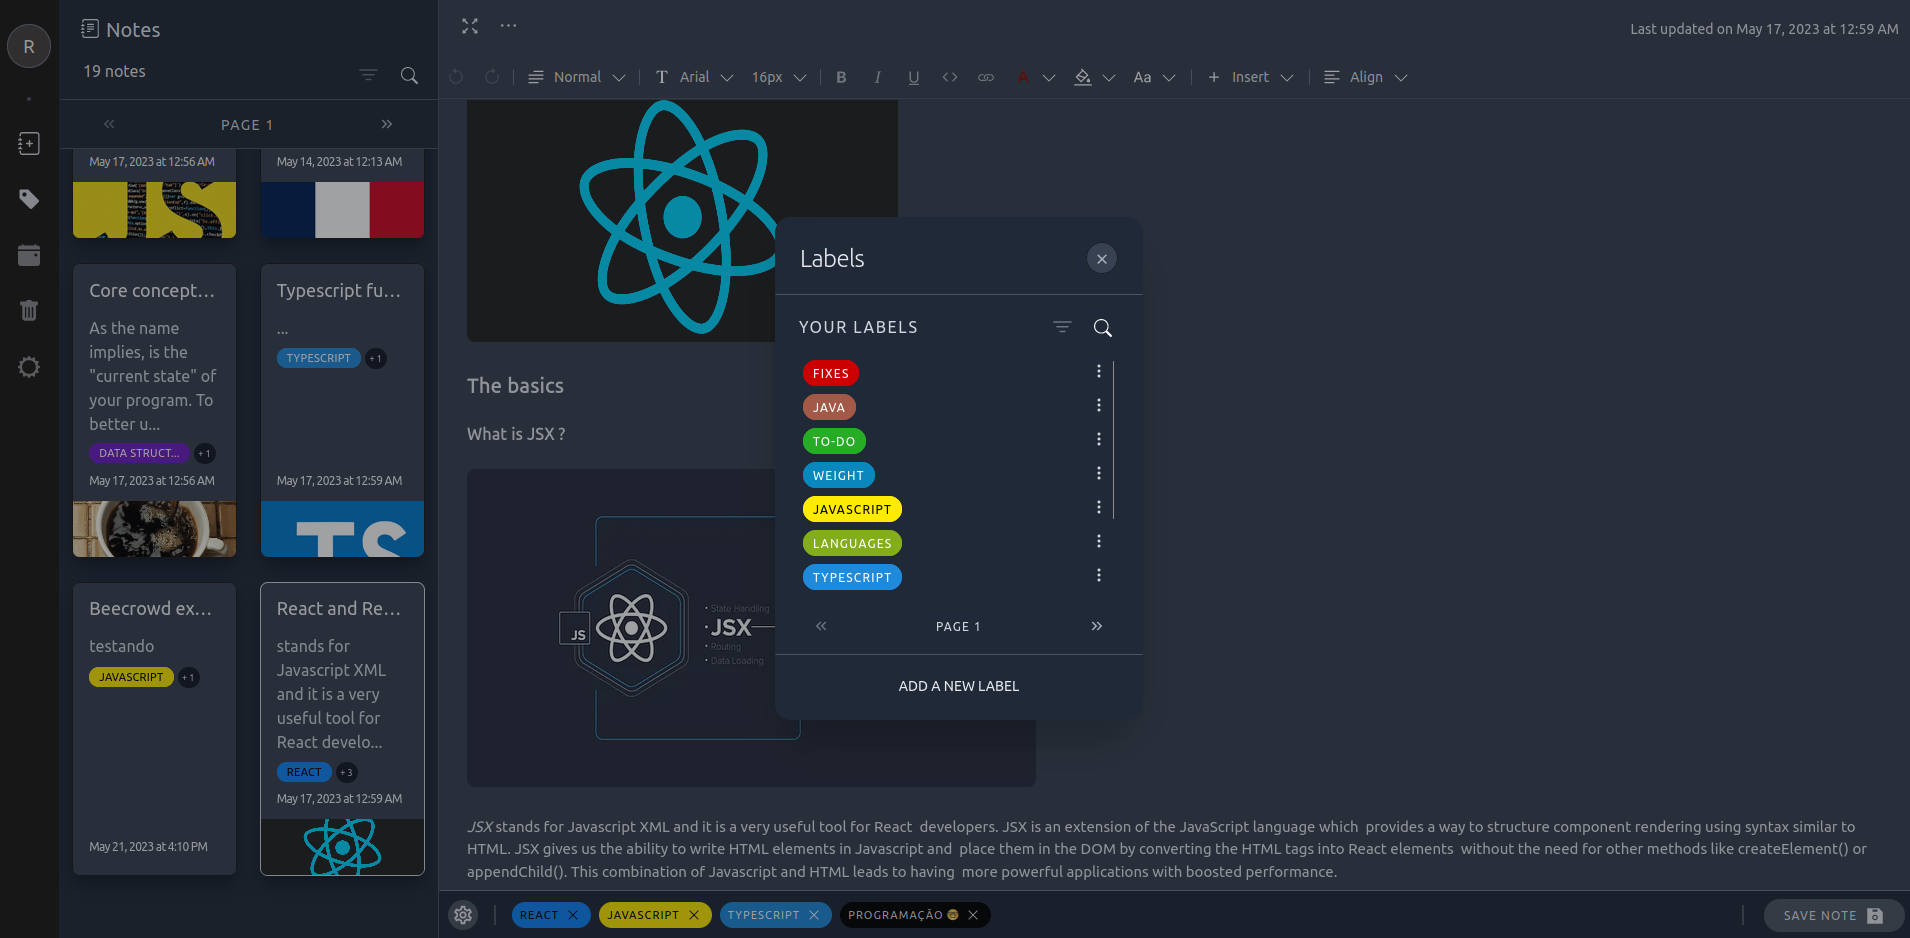 R
Notes
19 notes
PAGE 1
May 17, 2023 at 12:56 AM
May 14, 2023 at 12:13 AM
JS
Core concept...
As the name
implies, is the
"current state" of
your program. To
better u...
DATA STRUCT...
+1
May 17, 2023 at 12:56 AM
Typescript fu...
...
TYPESCRIPT
+1
May 17, 2023 at 12:59 AM
TS
Beecrowd ex...
testando
JAVASCRIPT
+1
May 21, 2023 at 4:10 PM
React and Re...
stands for
Javascript XML
and it is a very
useful tool for
React develo...
REACT
+3
May 17, 2023 at 12:59 AM
Last updated on May 17, 2023 at 12:59 AM
Normal T Arial 16px B I U A Aa Insert Align
The basics
What is JSX ?
JS
• State Handling
• JSX
• Routing
• Data Loading
Labels
YOUR LABELS
FIXES
JAVA
TO-DO
WEIGHT
JAVASCRIPT
LANGUAGES
TYPESCRIPT
PAGE 1
ADD A NEW LABEL
JSX stands for Javascript XML and it is a very useful tool for React developers. JSX is an extension of the JavaScript language which provides a way to structure component rendering using syntax similar to
HTML. JSX gives us the ability to write HTML elements in Javascript and place them in the DOM by converting the HTML tags into React elements without the need for other methods like createElement() or
appendChild(). This combination of Javascript and HTML leads to having more powerful applications with boosted performance.
REACT JAVASCRIPT TYPESCRIPT PROGRAMAÇÃO 🤓
SAVE NOTE